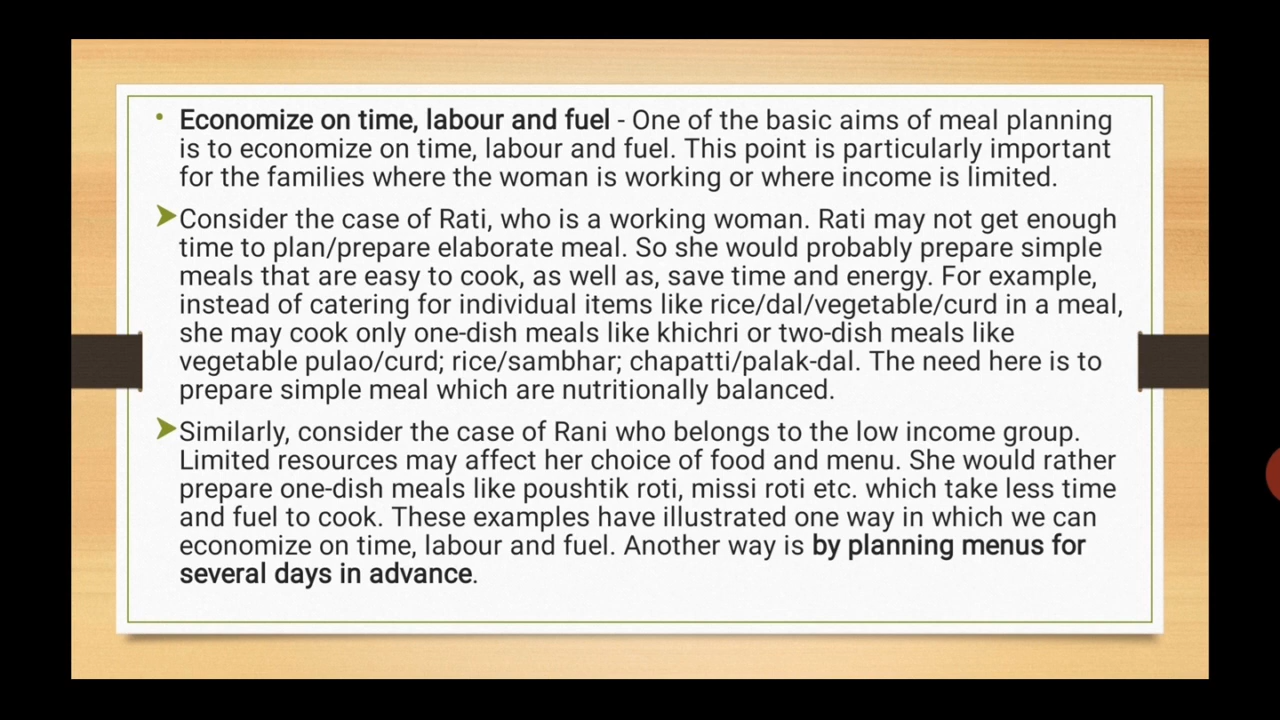 • Economize on time, labour and fuel - One of the basic aims of meal planning
is to economize on time, labour and fuel. This point is particularly important
for the families where the woman is working or where income is limited.
➤Consider the case of Rati, who is a working woman. Rati may not get enough
time to plan/prepare elaborate meal. So she would probably prepare simple
meals that are easy to cook, as well as, save time and energy. For example,
instead of catering for individual items like rice/dal/vegetable/curd in a meal,
she may cook only one-dish meals like khichri or two-dish meals like
vegetable pulao/curd; rice/sambhar; chapatti/palak-dal. The need here is to
prepare simple meal which are nutritionally balanced.
➤Similarly, consider the case of Rani who belongs to the low income group.
Limited resources may affect her choice of food and menu. She would rather
prepare one-dish meals like poushtik roti, missi roti etc. which take less time
and fuel to cook. These examples have illustrated one way in which we can
economize on time, labour and fuel. Another way is by planning menus for
several days in advance.